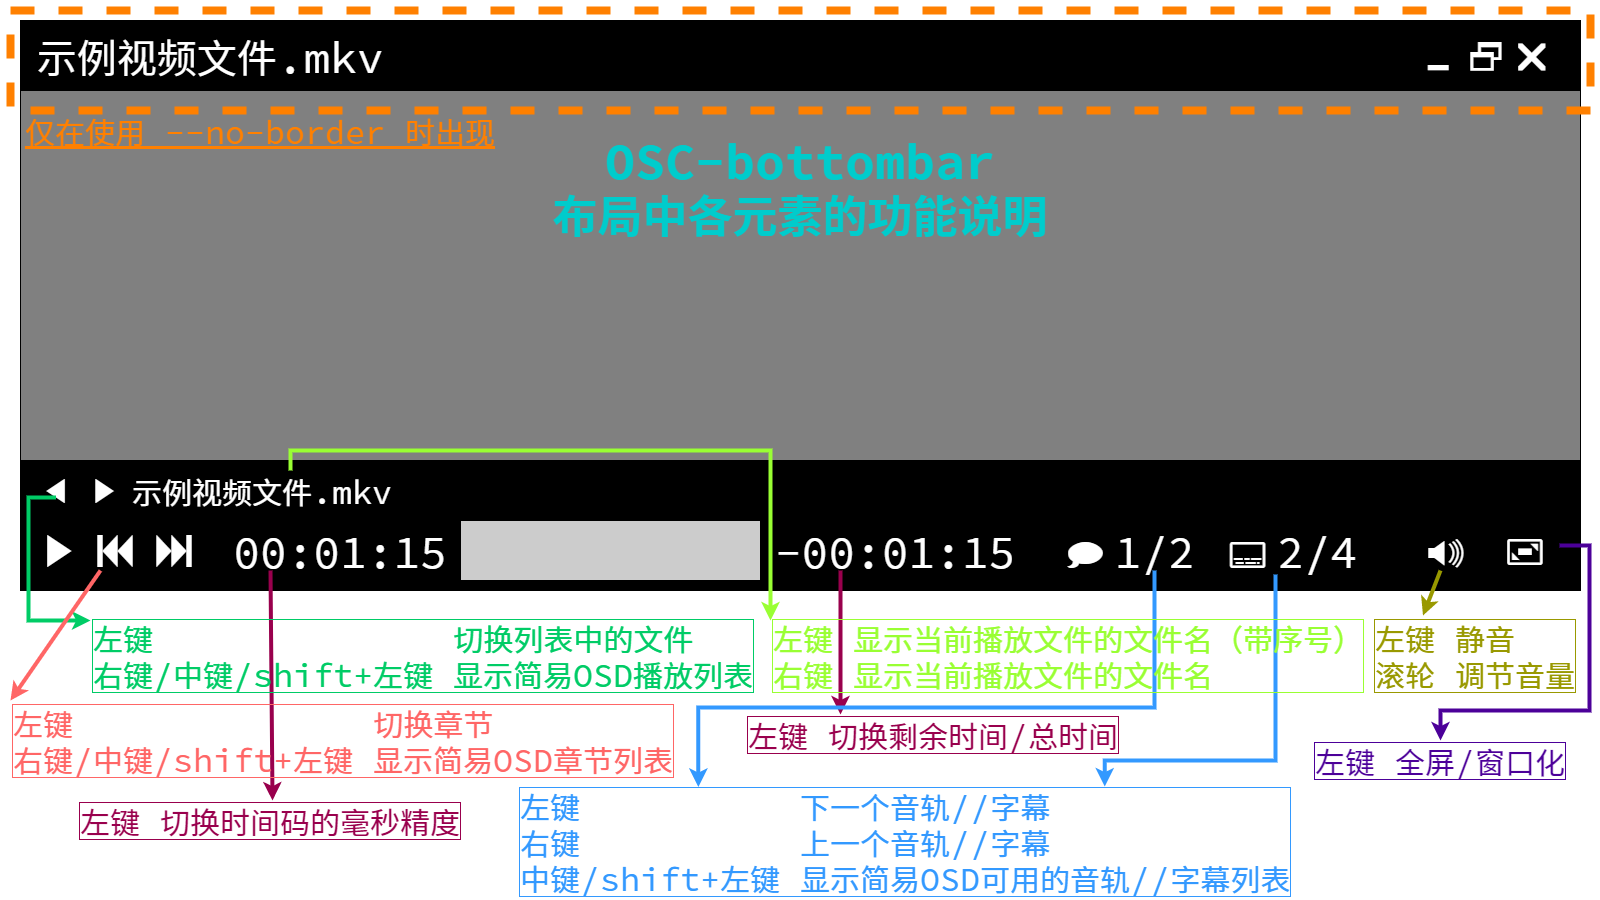 示例视频文件.mkv
仅在使用 --no-border 时出现
OSC-bottombar
布局中各元素的功能说明
示例视频文件.mkv
00:01:15 -00:01:15 1/2 2/4
左键 切换列表中的文件
右键/中键/shift+左键 显示简易OSD播放列表
左键 显示当前播放文件的文件名（带序号）
右键 显示当前播放文件的文件名
左键 静音
滚轮 调节音量
左键 切换章节
右键/中键/shift+左键 显示简易OSD章节列表
左键 切换剩余时间/总时间
左键 全屏/窗口化
左键 切换时间码的毫秒精度
左键 下一个音轨//字幕
右键 上一个音轨//字幕
中键/shift+左键 显示简易OSD可用的音轨//字幕列表